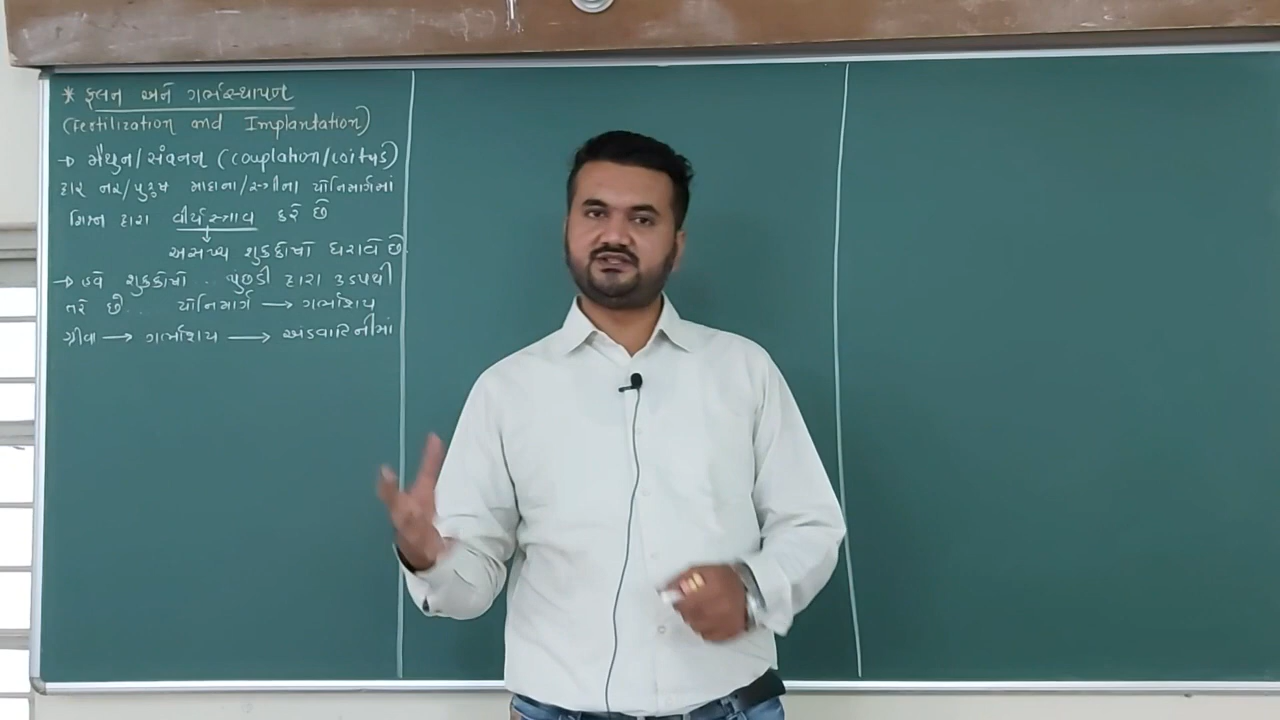 * ફલન અને ગર્ભસ્થાપન
(Fertilization and Implantation)
→ મૈથુન/સંવનન (Couplation/coitus)
દ્વારા નર/પુરુષ માદાના/સ્ત્રીના યોનિમાર્ગમાં
શિશ્ન દ્વારા વીર્યસ્ત્રાવ કરે છે
અસંખ્ય શુક્રકોષો ધરાવે છે.
→ હવે શુક્રકોષો .. પૂંછડી દ્વારા ઝડપથી
તરે છે... યોનિમાર્ગ → ગર્ભાશય
ગ્રીવા → ગર્ભાશય → અંડવાહિનીમાં